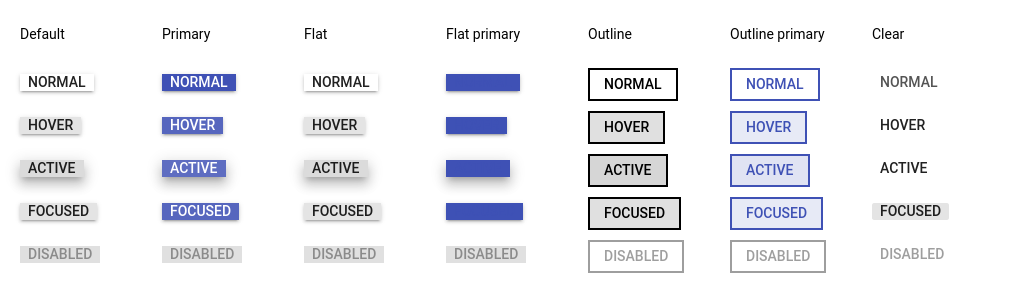 Default Primary Flat Flat primary Outline Outline primary Clear
NORMAL NORMAL NORMAL NORMAL NORMAL NORMAL
HOVER HOVER HOVER HOVER HOVER HOVER
ACTIVE ACTIVE ACTIVE ACTIVE ACTIVE ACTIVE
FOCUSED FOCUSED FOCUSED FOCUSED FOCUSED FOCUSED
DISABLED DISABLED DISABLED DISABLED DISABLED DISABLED DISABLED